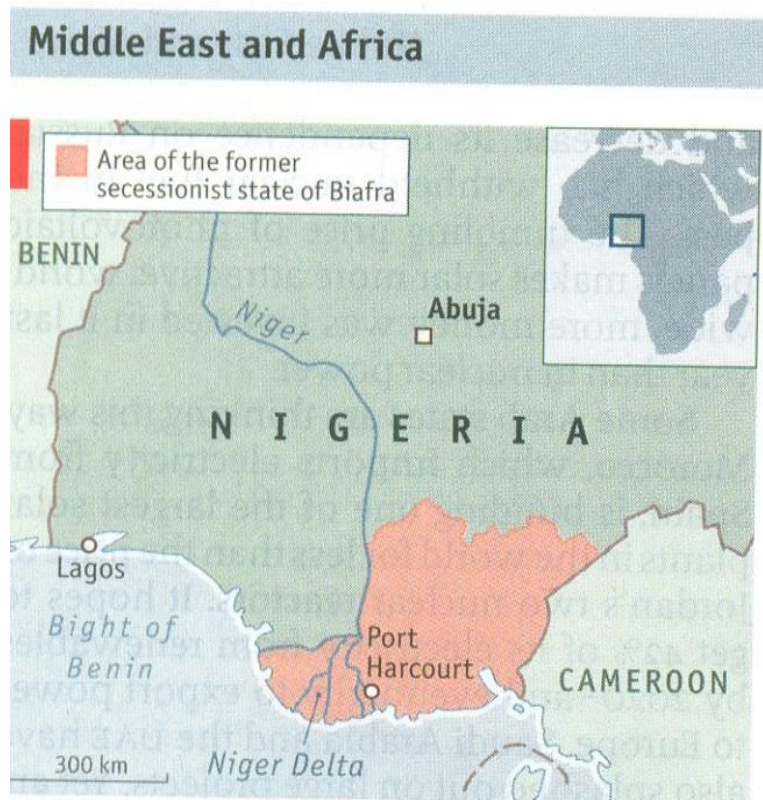 Middle East and Africa
Area of the former
secessionist state of Biafra
BENIN
Niger
Abuja
NIGERIA
Lagos
Bight of
Benin
Port
Harcourt
CAMEROON
Niger Delta
300 km